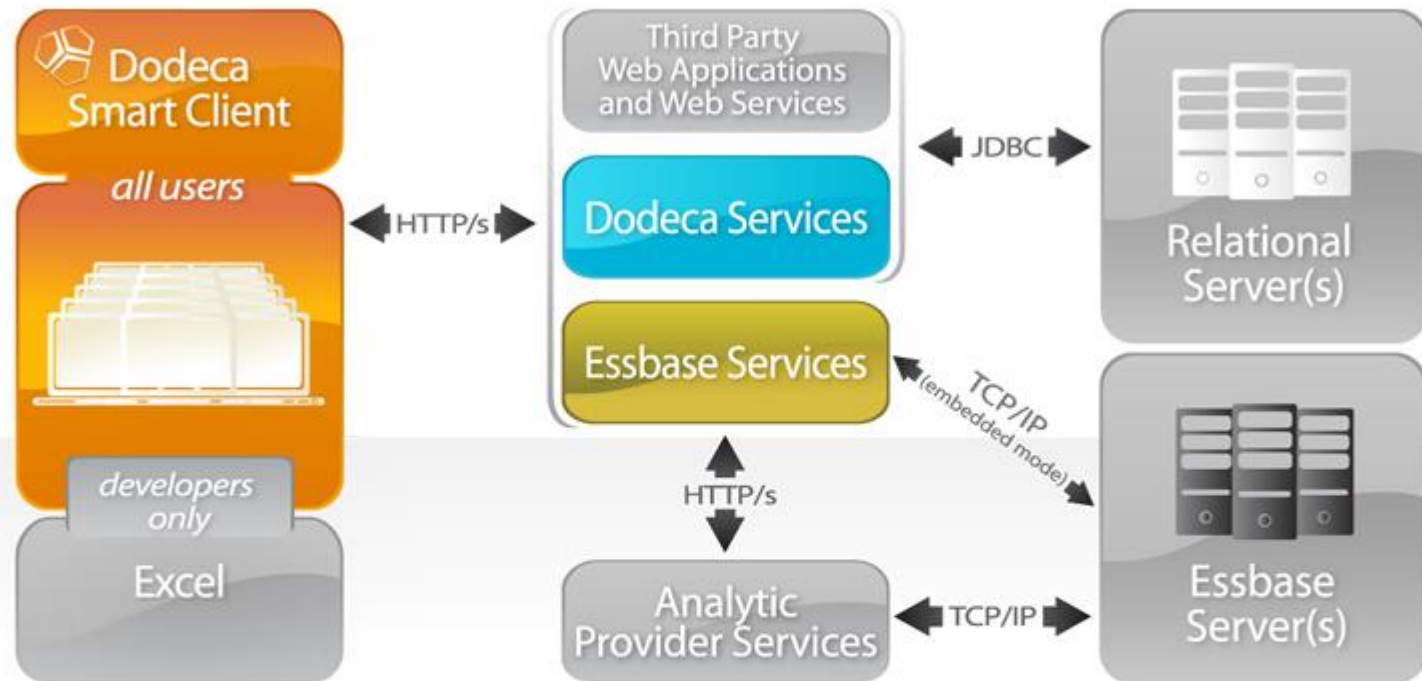 Dodeca
Smart Client
all users
developers
only
Excel
HTTP/s
Third Party
Web Applications
and Web Services
Dodeca Services
Essbase Services
HTTP/s
Analytic
Provider Services
JDBC
TCP/IP
(embedded mode)
TCP/IP
Relational
Server(s)
Essbase
Server(s)